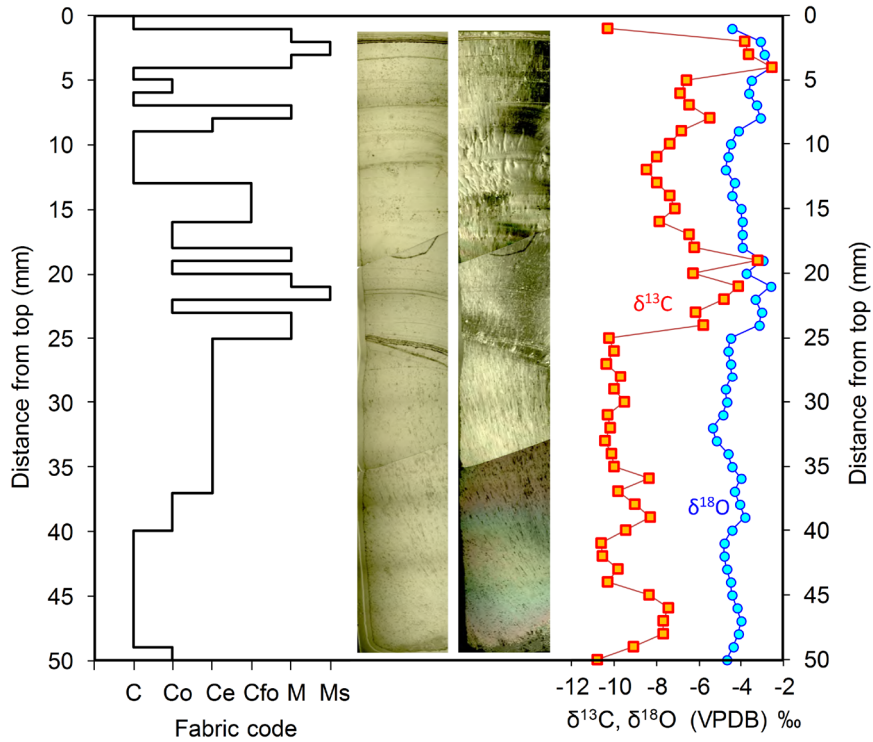 0 0
5 5
10 10
15 15
20 20
25 25
30 30
35 35
40 40
45 45
50 50
Distance from top (mm)
Distance from top (mm)
δ13C
δ18O
C Co Ce Cfo M Ms
Fabric code
-12 -10 -8 -6 -4 -2
δ13C, δ18O (VPDB) ‰